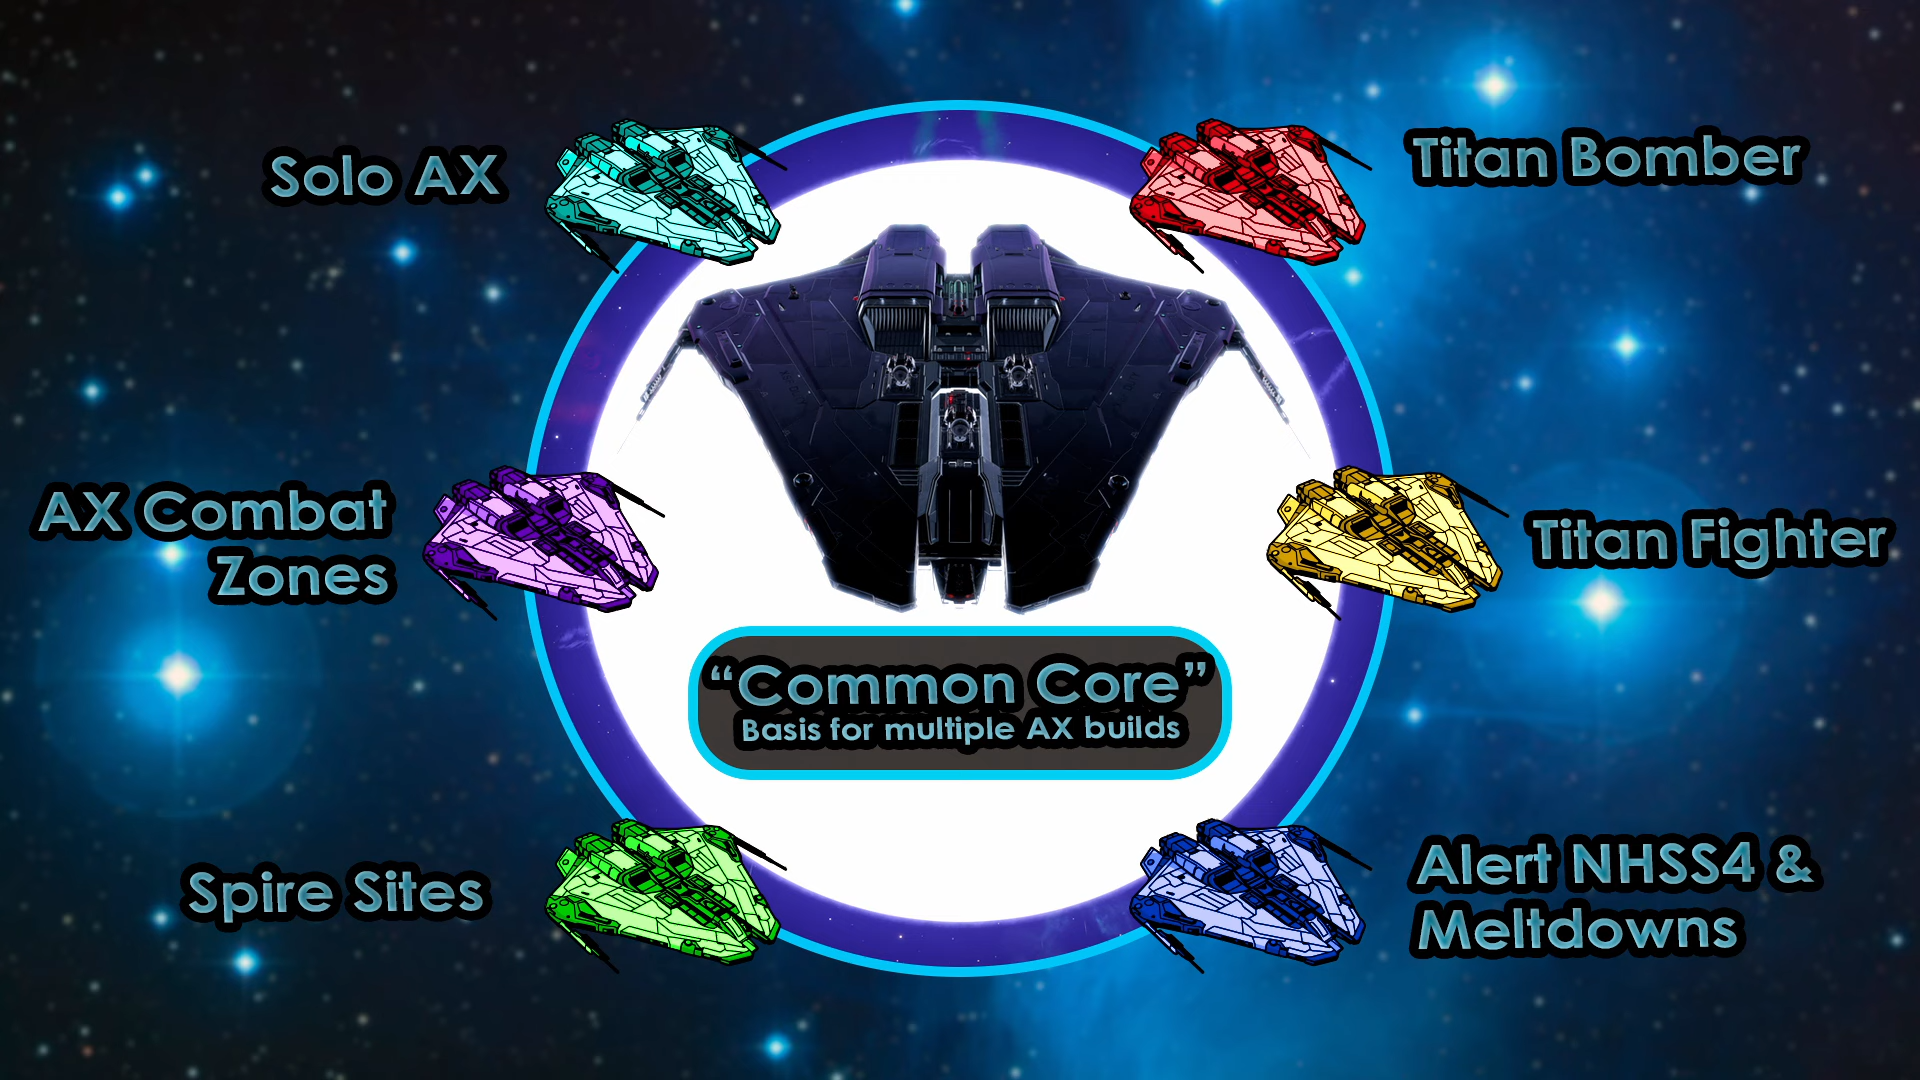 Solo AX
Titan Bomber
AX Combat
Zones
Titan Fighter
“Common Core”
Basis for multiple AX builds
Spire Sites
Alert NHSS4 &
Meltdowns